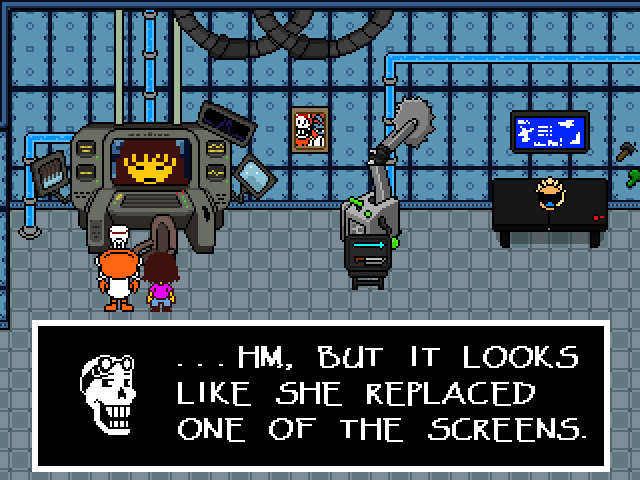 ...HM, BUT IT LOOKS
LIKE SHE REPLACED
ONE OF THE SCREENS.